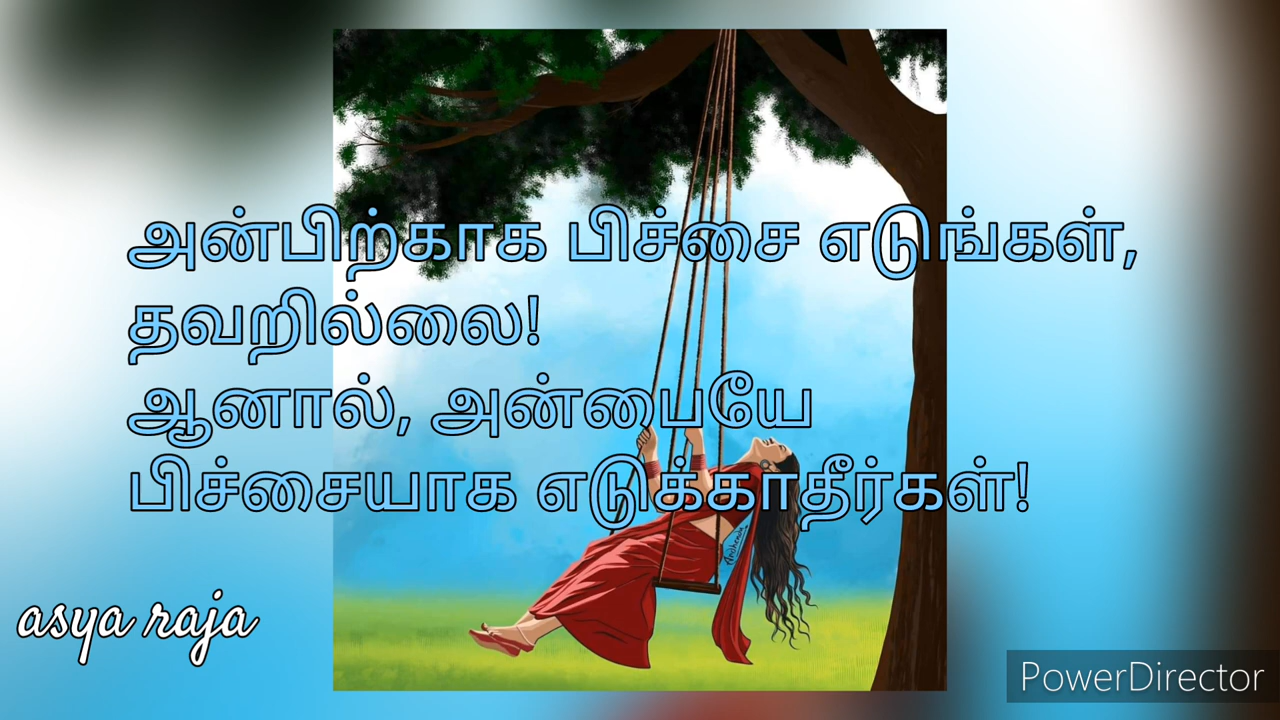 அன்பிற்காக பிச்சை எடுங்கள்,
தவறில்லை!
ஆனால், அன்பையே
பிச்சையாக எடுக்காதீர்கள்!
asya raja
PowerDirector